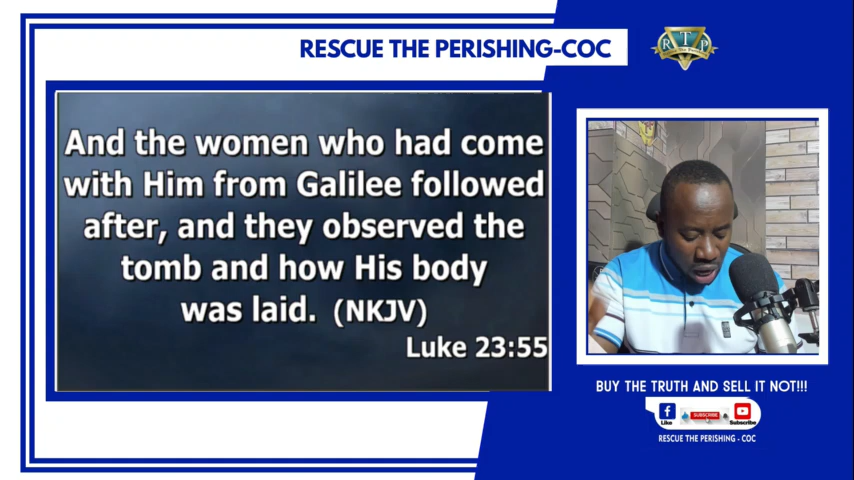 RESCUE THE PERISHING-COC
RTP
And the women who had come
with Him from Galilee followed
after, and they observed the
tomb and how His body
was laid. (NKJV)
Luke 23:55
BUY THE TRUTH AND SELL IT NOT!!!
Like
SUBSCRIBE
Subscribe
RESCUE THE PERISHING - COC